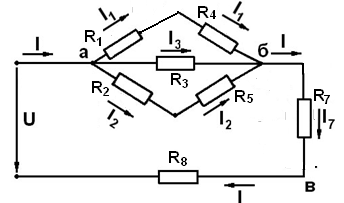 I₁ R₄ I₁
I R₁ I₃ I
a б
R₃
R₂ R₅ R₇
I₂ I₂ I₇
U
R₈
I в